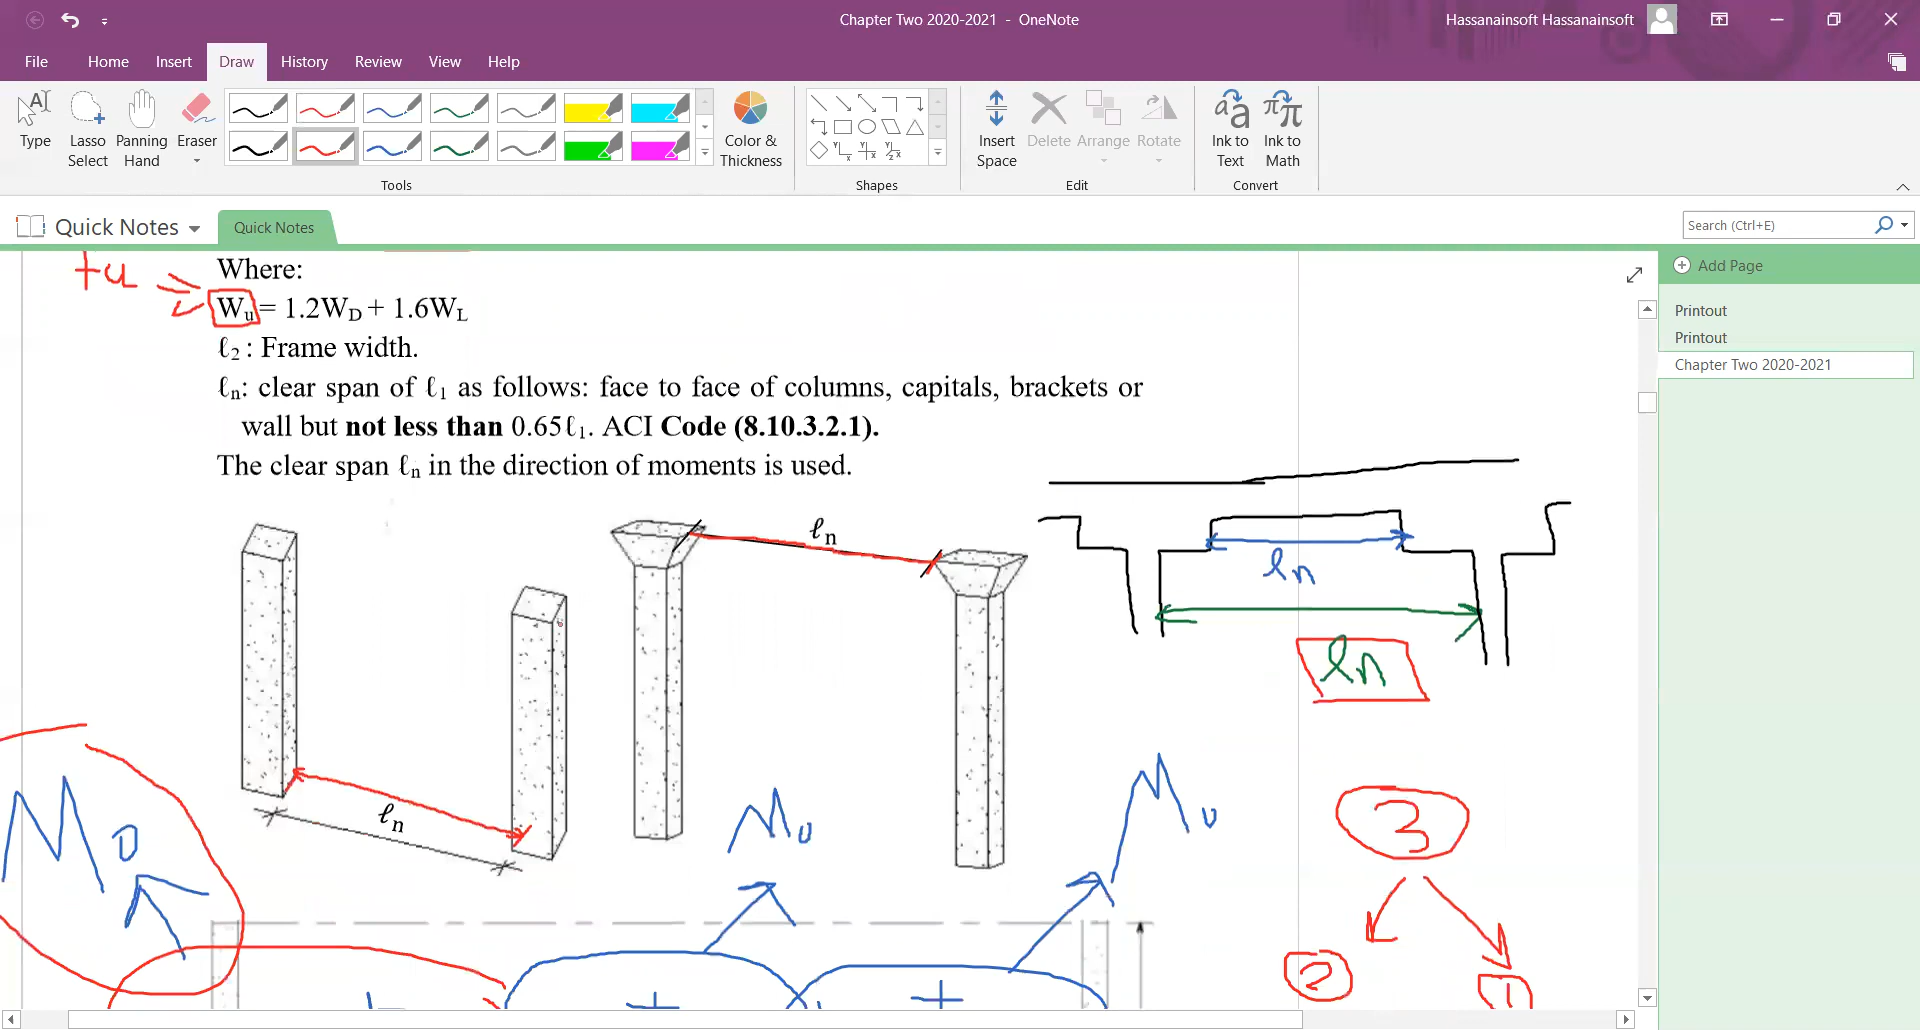 Chapter Two 2020-2021 - OneNote
Hassanainsoft Hassanainsoft
File Home Insert Draw History Review View Help
Type
Lasso Select
Panning Hand
Eraser
Color & Thickness
Insert Space
Delete
Arrange
Rotate
Ink to Text
Ink to Math
Tools
Shapes
Edit
Convert
Quick Notes
Quick Notes
Search (Ctrl+E)
Add Page
Printout
Printout
Chapter Two 2020-2021
tu
Where:
Wu = 1.2WD + 1.6WL
ℓ2 : Frame width.
ℓn: clear span of ℓ1 as follows: face to face of columns, capitals, brackets or
wall but not less than 0.65ℓ1. ACI Code (8.10.3.2.1).
The clear span ℓn in the direction of moments is used.
ℓn
ℓn
ln
ln
Mo
Mu
Mu
3
2
1
+
+